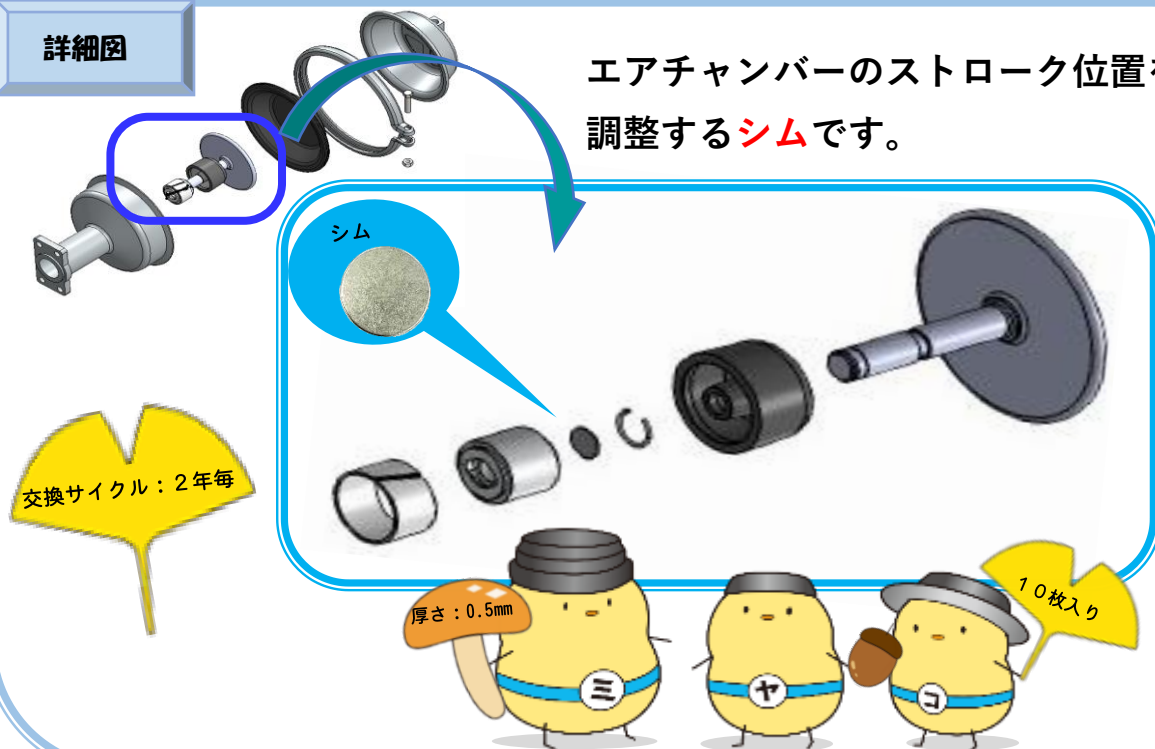 詳細図
エアチャンバーのストローク位置を
調整するシムです。
シム
交換サイクル：２年毎
厚さ：0.5mm
１０枚入り
ミ
ヤ
コ